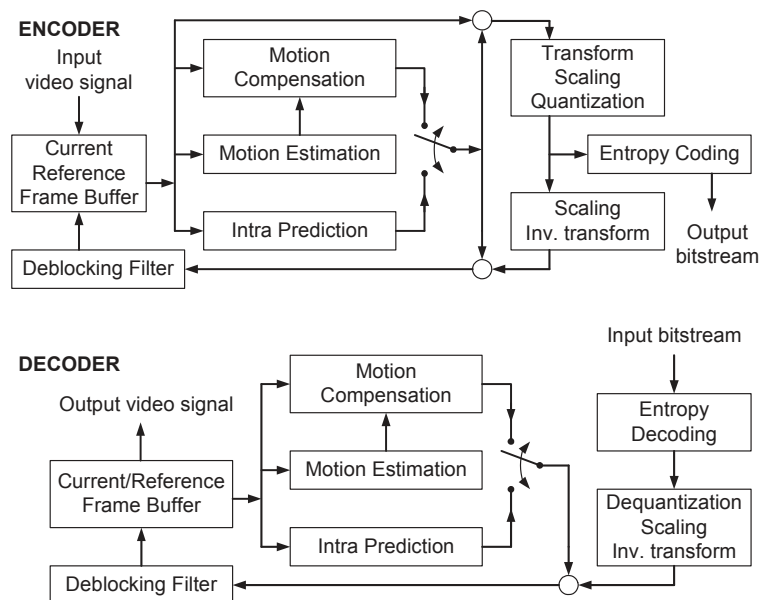 ENCODER
Input
video signal
Motion
Compensation
Transform
Scaling
Quantization
Current
Reference
Frame Buffer
Motion Estimation
Entropy Coding
Intra Prediction
Scaling
Inv. transform
Output
bitstream
Deblocking Filter
DECODER
Output video signal
Motion
Compensation
Input bitstream
Entropy
Decoding
Current/Reference
Frame Buffer
Motion Estimation
Dequantization
Scaling
Inv. transform
Intra Prediction
Deblocking Filter